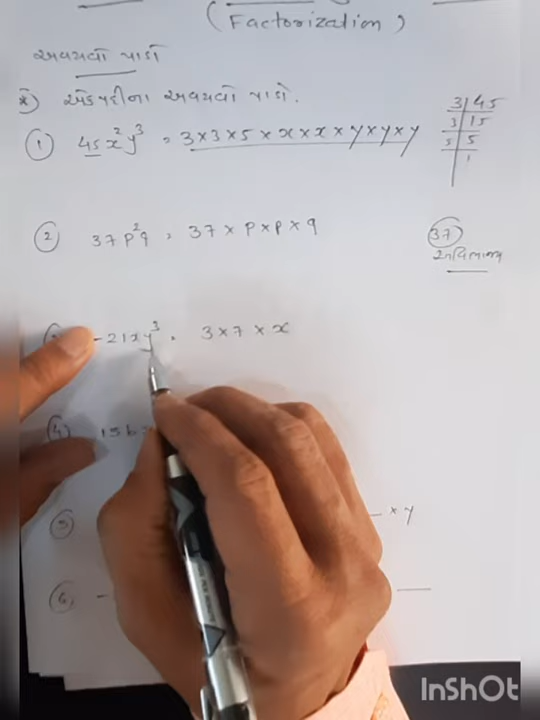 (Factorization)
અવયવો પાડો
* એકપદીના અવયવો પાડો.
① 45x²y³ = 3×3×5×x×x×y×y×y
3 | 45
3 | 15
5 | 5
| 1
② 37p²q = 37×p×p×q
37
અવિભાજ્ય
-21xy³ = 3×7×x
④ 15b
⑤ ×y
⑥ -
InShOt